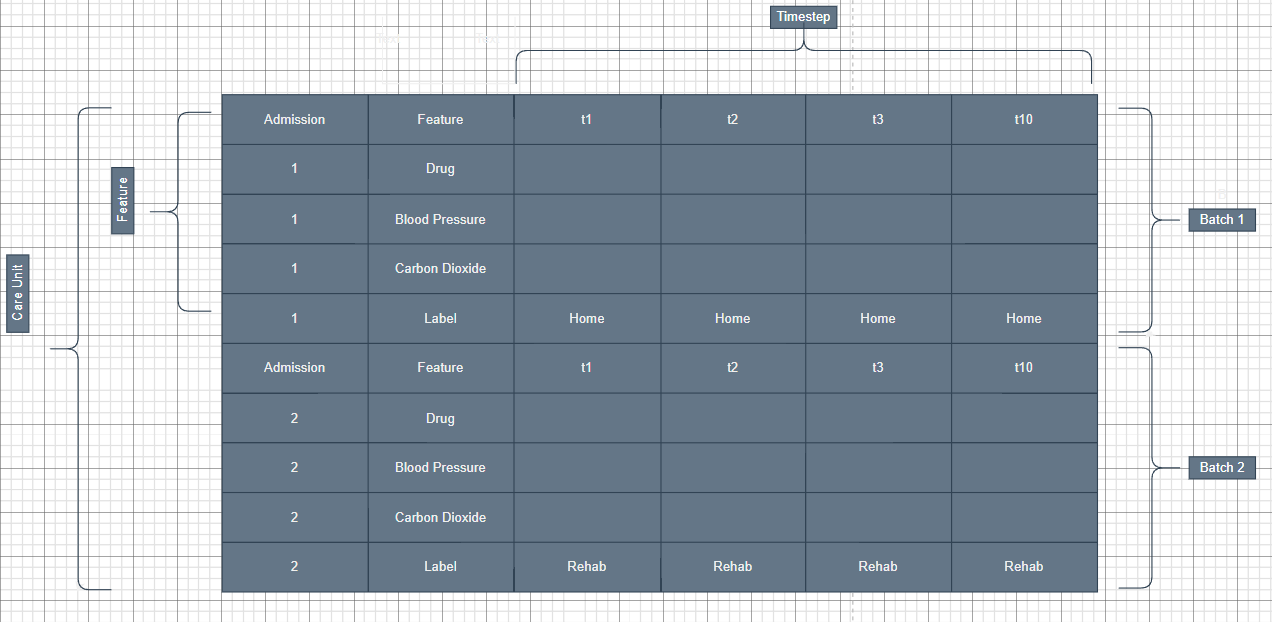 Timestep
Admission Feature t1 t2 t3 t10
1 Drug
1 Blood Pressure
1 Carbon Dioxide
1 Label Home Home Home Home
Admission Feature t1 t2 t3 t10
2 Drug
2 Blood Pressure
2 Carbon Dioxide
2 Label Rehab Rehab Rehab Rehab
Feature
Care Unit
Batch 1
Batch 2